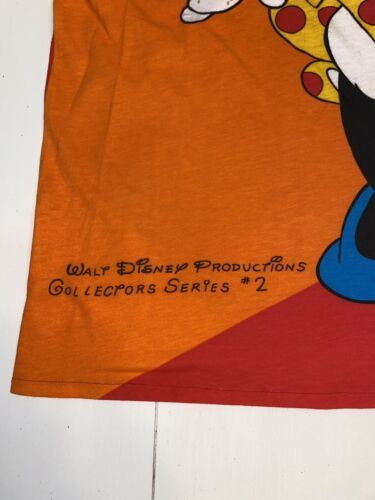 Walt Disney Productions
Collectors Series #2